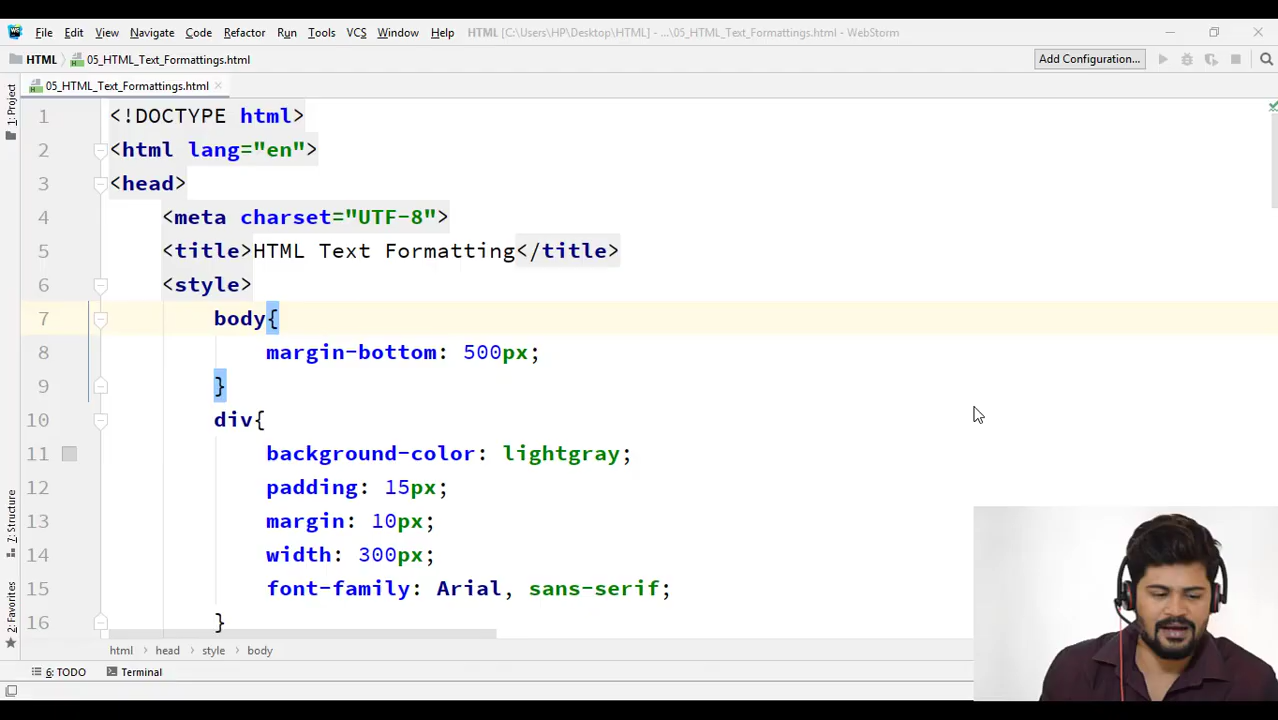 WS File Edit View Navigate Code Refactor Run Tools VCS Window Help HTML [C:\Users\HP\Desktop\HTML] - ...\05_HTML_Text_Formattings.html - WebStorm
HTML 05_HTML_Text_Formattings.html Add Configuration...
05_HTML_Text_Formattings.html
1: Project
1 <!DOCTYPE html>
2 <html lang="en">
3 <head>
4 <meta charset="UTF-8">
5 <title>HTML Text Formatting</title>
6 <style>
7 body{
8 margin-bottom: 500px;
9 }
10 div{
11 background-color: lightgray;
12 padding: 15px;
13 margin: 10px;
14 width: 300px;
15 font-family: Arial, sans-serif;
16 }
7: Structure
2: Favorites
html head style body
6: TODO Terminal